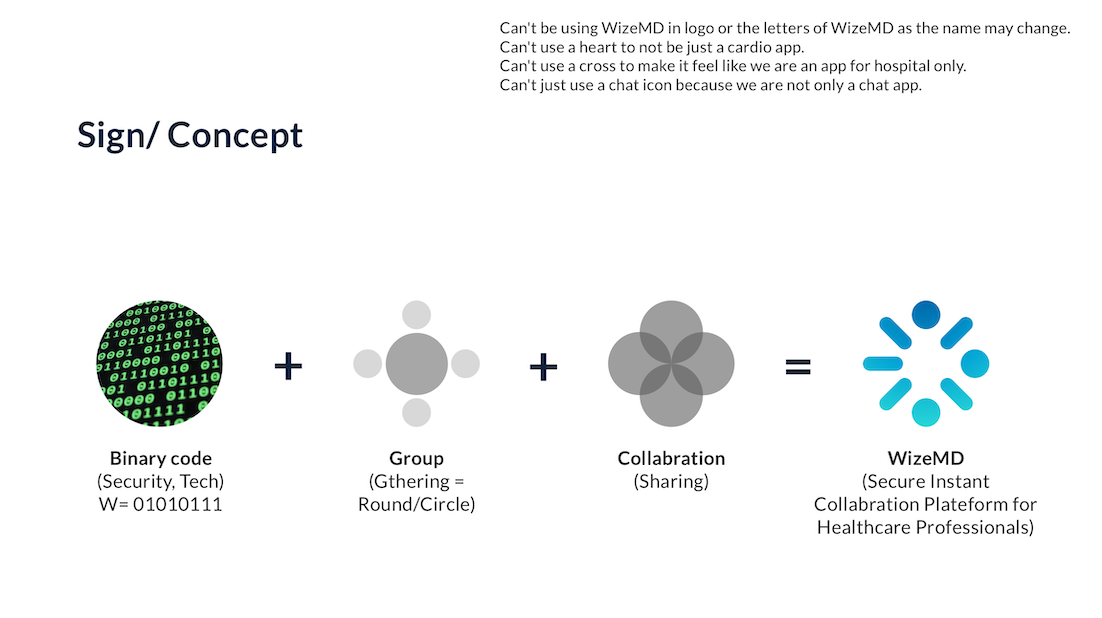 Can't be using WizeMD in logo or the letters of WizeMD as the name may change.
Can't use a heart to not be just a cardio app.
Can't use a cross to make it feel like we are an app for hospital only.
Can't just use a chat icon because we are not only a chat app.
Sign/ Concept
+
+
=
Binary code
(Security, Tech)
W= 01010111
Group
(Gthering =
Round/Circle)
Collabration
(Sharing)
WizeMD
(Secure Instant
Collabration Plateform for
Healthcare Professionals)